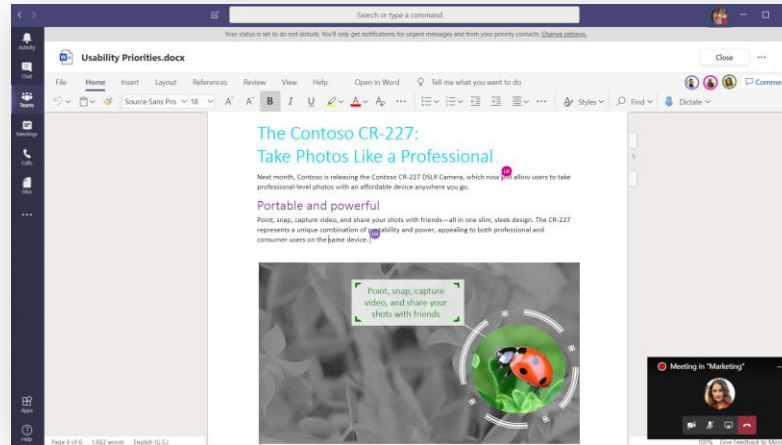 Search or type a command
Your status is set to do not disturb. You'll only get notifications for urgent messages and from your priority contacts. Change settings.
Activity
Chat
Teams
Meetings
Calls
Files
Apps
Help
Usability Priorities.docx
Close
File Home Insert Layout References Review View Help Open in Word Tell me what you want to do
Comme
Source Sans Pro 18 A A B I U A Styles Find Dictate
The Contoso CR-227:
Take Photos Like a Professional
Next month, Contoso is releasing the Contoso CR-227 DSLR Camera, which now allow users to take
professional-level photos with an affordable device anywhere you go.
Portable and powerful
Point, snap, capture video, and share your shots with friends—all in one slim, sleek design. The CR-227
represents a unique combination of portability and power, appealing to both professional and
consumer users on the same device.
Point, snap, capture
video, and share your
shots with friends
Meeting in "Marketing"
Page 6 of 6 1,682 words English (U.S.)
100% Give Feedback to Micr